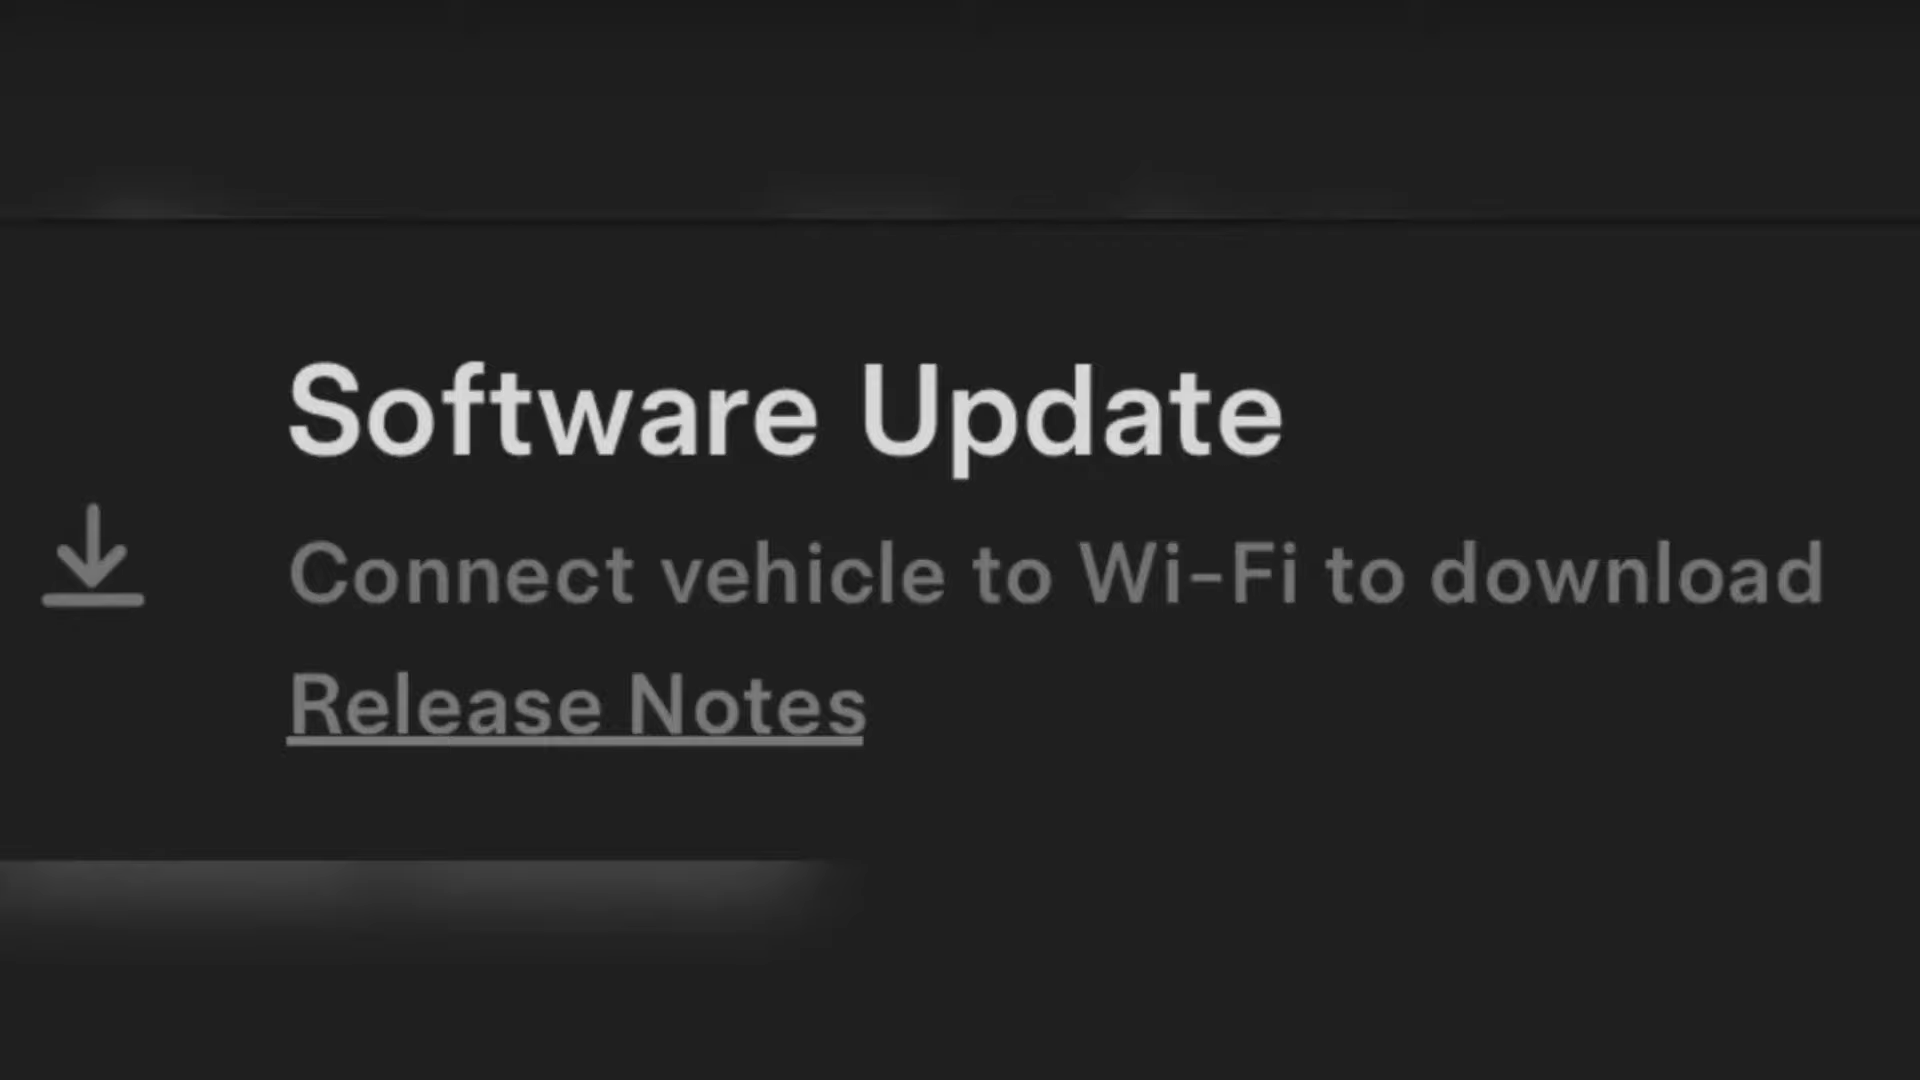 Software Update
Connect vehicle to Wi-Fi to download
Release Notes